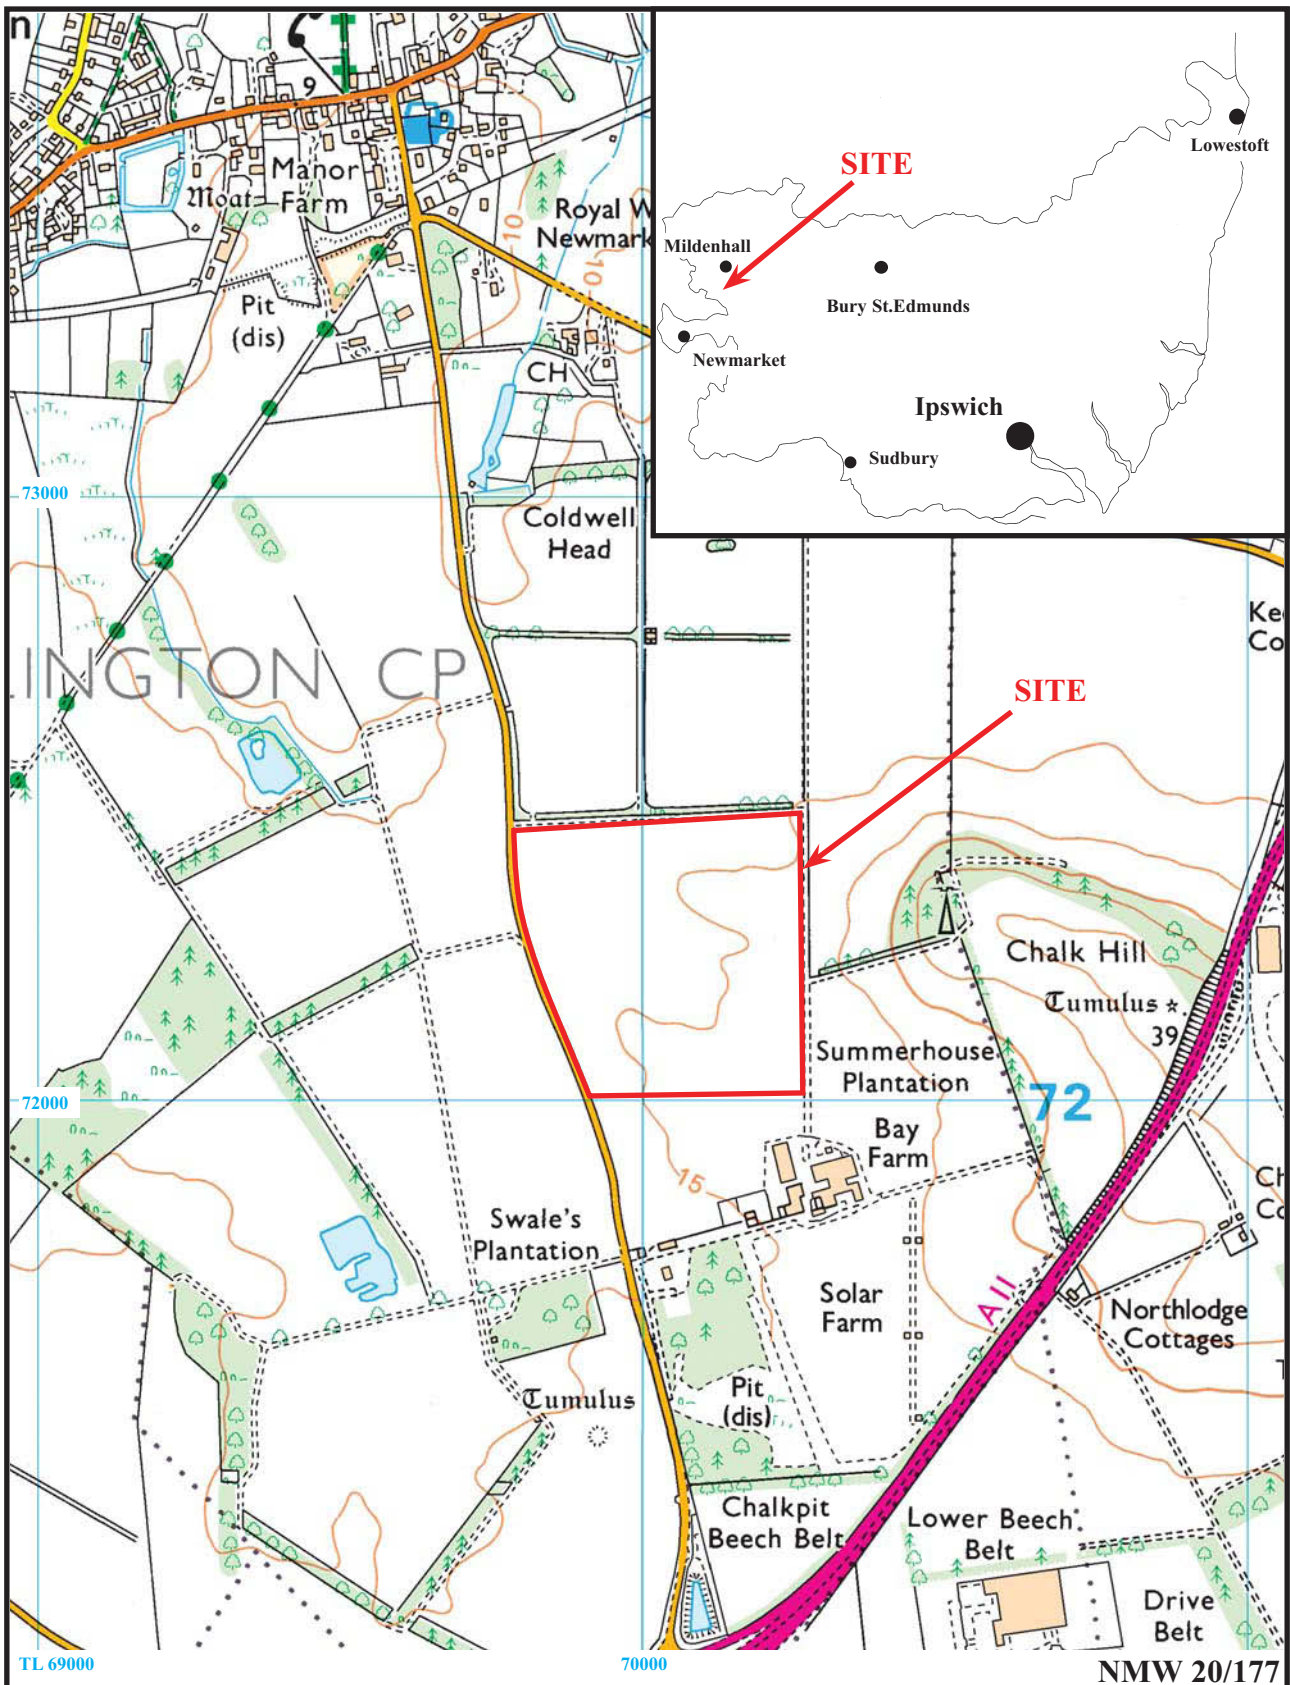 n
9
Manor
Farm
Moat
Pit
(dis)
10
10
Royal W
Newmark
CH
73000
Coldwell
Head
LINGTON CP
SITE
Lowestoft
Mildenhall
Bury St.Edmunds
Newmarket
Ipswich
Sudbury
Ke
Co
SITE
Chalk Hill
Tumulus
39
Summerhouse
Plantation
72
72000
Bay
Farm
15
Swale's
Plantation
Solar
Farm
A11
Ch
Co
Northlodge
Cottages
T
Tumulus
Pit
(dis)
Chalkpit
Beech Belt
Lower Beech
Belt
Drive
Belt
TL 69000
70000
NMW 20/177